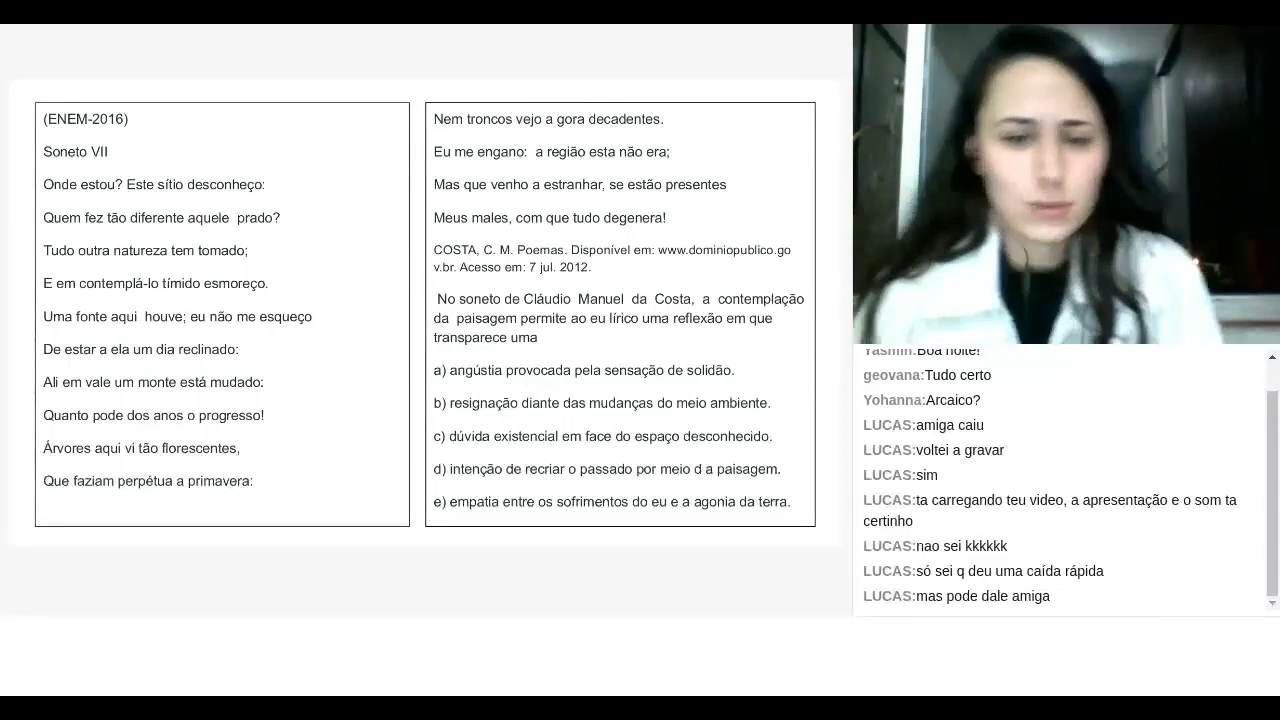 (ENEM-2016)
Soneto VII
Onde estou? Este sítio desconheço:
Quem fez tão diferente aquele prado?
Tudo outra natureza tem tomado;
E em contemplá-lo tímido esmoreço.
Uma fonte aqui houve; eu não me esqueço
De estar a ela um dia reclinado:
Ali em vale um monte está mudado:
Quanto pode dos anos o progresso!
Árvores aqui vi tão florescentes,
Que faziam perpétua a primavera:
Nem troncos vejo a gora decadentes.
Eu me engano: a região esta não era;
Mas que venho a estranhar, se estão presentes
Meus males, com que tudo degenera!
COSTA, C. M. Poemas. Disponível em: www.dominiopublico.go
v.br. Acesso em: 7 jul. 2012.
No soneto de Cláudio Manuel da Costa, a contemplação
da paisagem permite ao eu lírico uma reflexão em que
transparece uma
a) angústia provocada pela sensação de solidão.
b) resignação diante das mudanças do meio ambiente.
c) dúvida existencial em face do espaço desconhecido.
d) intenção de recriar o passado por meio d a paisagem.
e) empatia entre os sofrimentos do eu e a agonia da terra.
Yasmin:Boa noite!
geovana:Tudo certo
Yohanna:Arcaico?
LUCAS:amiga caiu
LUCAS:voltei a gravar
LUCAS:sim
LUCAS:ta carregando teu video, a apresentação e o som ta
certinho
LUCAS:nao sei kkkkkk
LUCAS:só sei q deu uma caída rápida
LUCAS:mas pode dale amiga